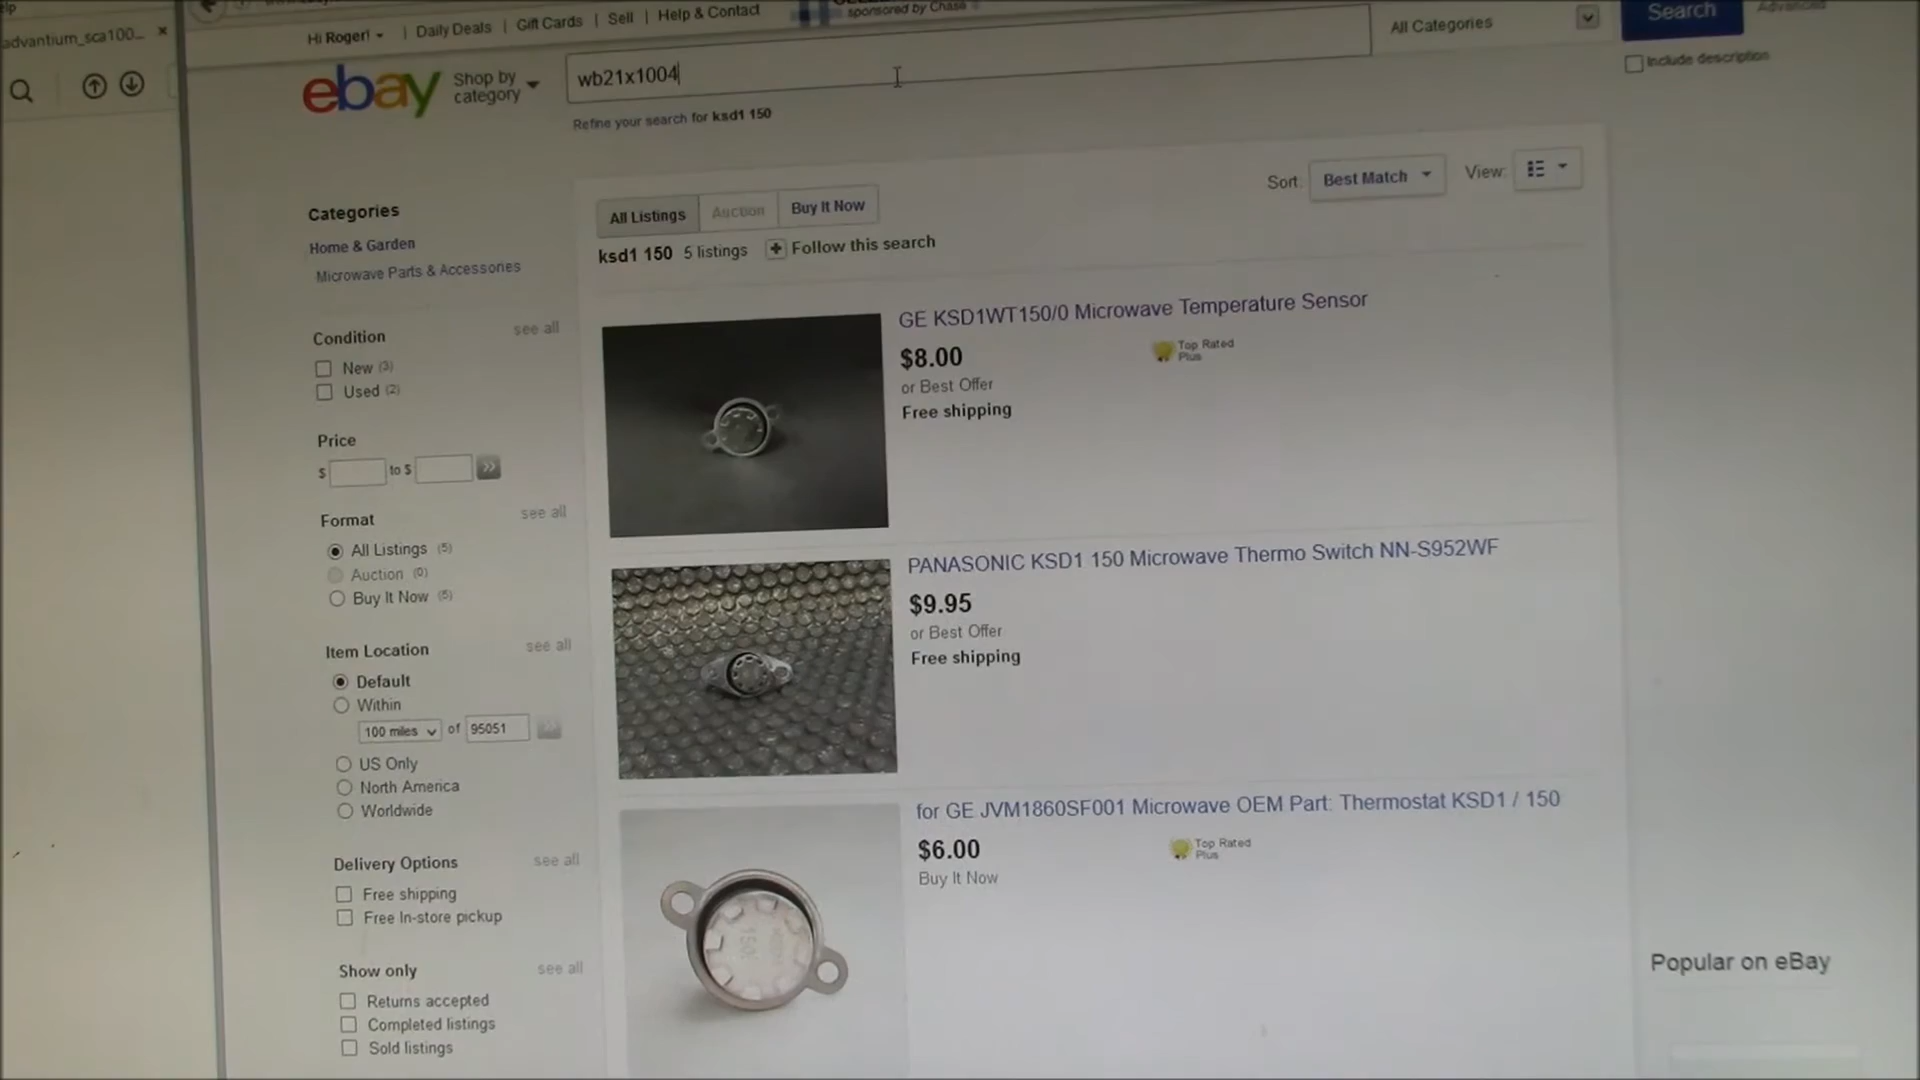 advantium_sca100...
Hi Roger! | Daily Deals | Gift Cards | Sell | Help & Contact
sponsored by Chase
ebay
Shop by
category
wb21x1004
All Categories
Search
Advanced
Include description
Refine your search for ksd1 150
Sort: Best Match
View:
Categories
Home & Garden
Microwave Parts & Accessories
All Listings
Auction
Buy It Now
ksd1 150 5 listings + Follow this search
Condition see all
New (3)
Used (2)
Price
$ to $ »
Format see all
All Listings (5)
Auction (0)
Buy It Now (5)
Item Location see all
Default
Within
100 miles of 95051
US Only
North America
Worldwide
Delivery Options see all
Free shipping
Free In-store pickup
Show only see all
Returns accepted
Completed listings
Sold listings
GE KSD1WT150/0 Microwave Temperature Sensor
$8.00
or Best Offer
Free shipping
Top Rated
Plus
PANASONIC KSD1 150 Microwave Thermo Switch NN-S952WF
$9.95
or Best Offer
Free shipping
for GE JVM1860SF001 Microwave OEM Part: Thermostat KSD1 / 150
$6.00
Buy It Now
Top Rated
Plus
Popular on eBay